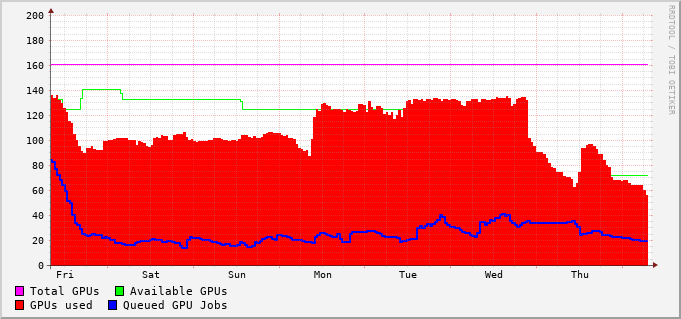 200
180
160
140
120
100
80
60
40
20
0
Fri Sat Sun Mon Tue Wed Thu
Total GPUs Available GPUs
GPUs used Queued GPU Jobs
RRDTOOL / TOBI OETIKER